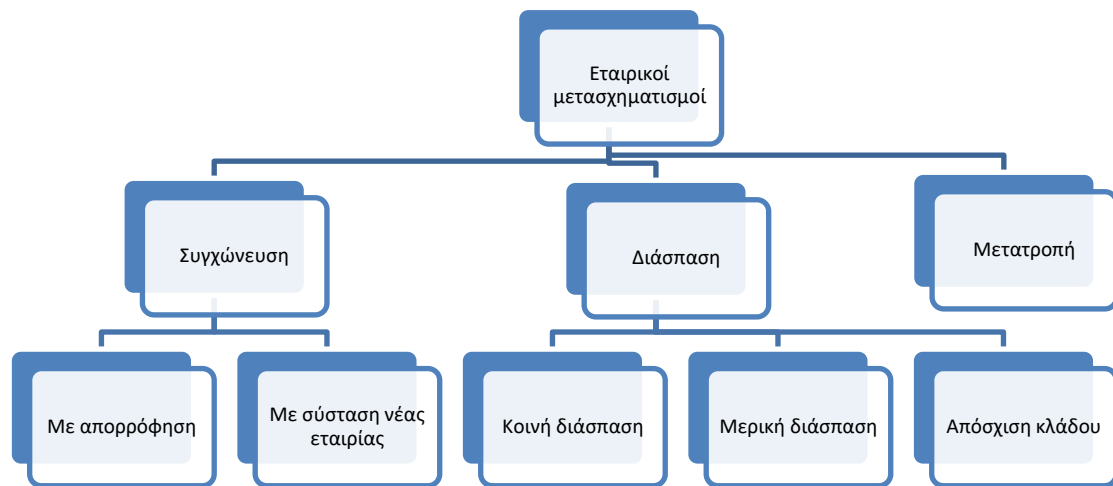 Εταιρικοί
μετασχηματισμοί
Συγχώνευση
Διάσπαση
Μετατροπή
Με απορρόφηση
Με σύσταση νέας
εταιρίας
Κοινή διάσπαση
Μερική διάσπαση
Απόσχιση κλάδου